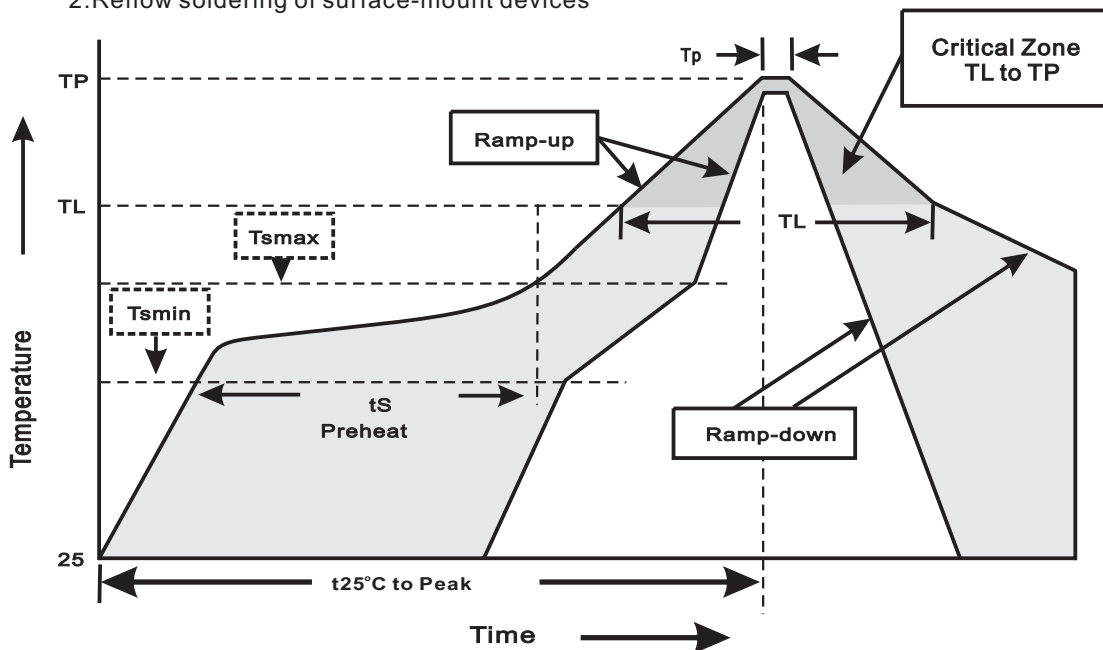 2.Reflow soldering of surface-mount devices
Tp
Critical Zone
TL to TP
TP
Ramp-up
TL
TL
Tsmax
Tsmin
tS
Preheat
Ramp-down
Temperature
25
t25°C to Peak
Time